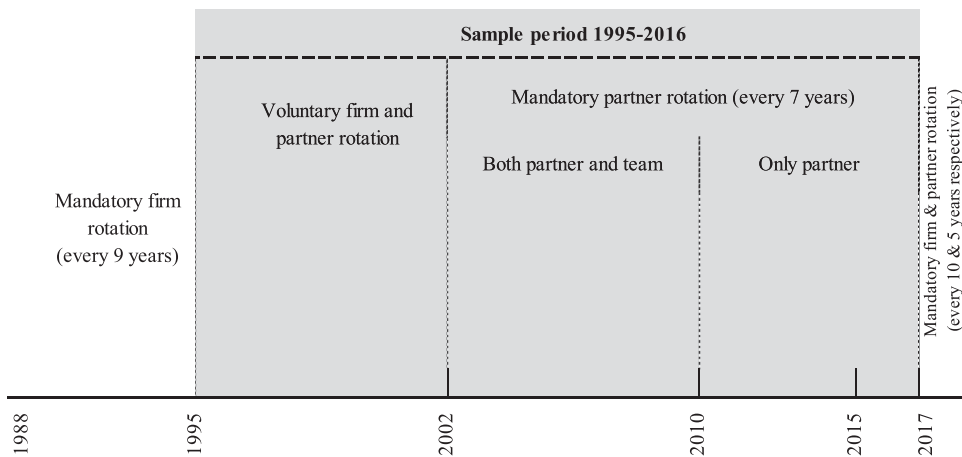 Sample period 1995-2016
Voluntary firm and
partner rotation
Mandatory partner rotation (every 7 years)
Both partner and team
Only partner
Mandatory firm
rotation
(every 9 years)
Mandatory firm & partner rotation
(every 10 & 5 years respectively)
1988
1995
2002
2010
2015
2017